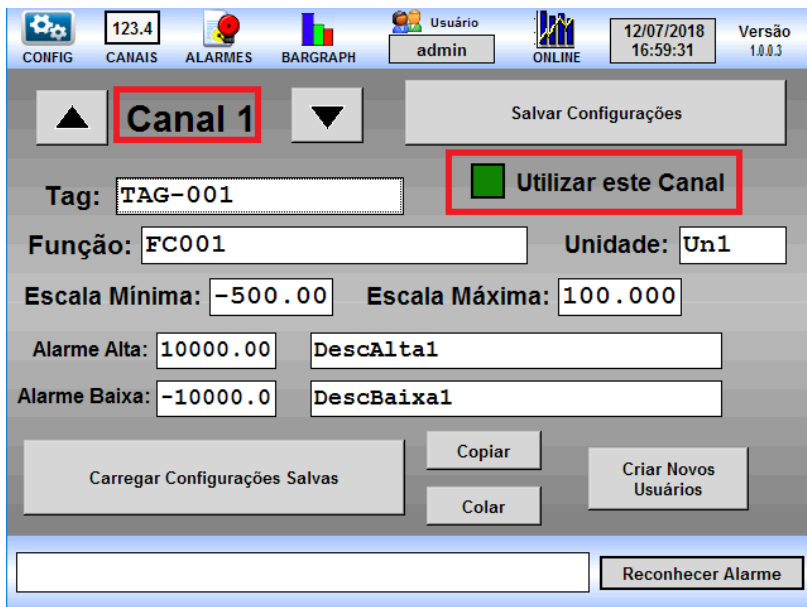 CONFIG
123.4
CANAIS
ALARMES
BARGRAPH
Usuário
admin
ONLINE
12/07/2018
16:59:31
Versão
1.0.0.3
Canal 1
Salvar Configurações
Tag: TAG-001
Utilizar este Canal
Função: FC001
Unidade: Un1
Escala Mínima: -500.00
Escala Máxima: 100.000
Alarme Alta: 10000.00
DescAlta1
Alarme Baixa: -10000.0
DescBaixa1
Carregar Configurações Salvas
Copiar
Colar
Criar Novos
Usuários
Reconhecer Alarme